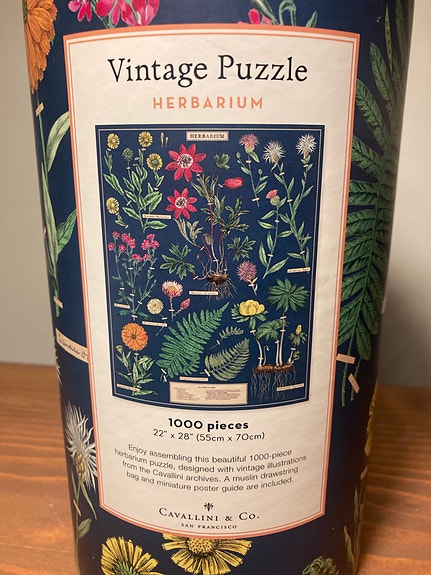 Vintage Puzzle
HERBARIUM
HERBARIUM
1000 pieces
22" x 28" (55cm x 70cm)
Enjoy assembling this beautiful 1000-piece
herbarium puzzle, designed with vintage illustrations
from the Cavallini archives. A muslin drawstring
bag and miniature poster guide are included.
CAVALLINI & Co.
SAN FRANCISCO